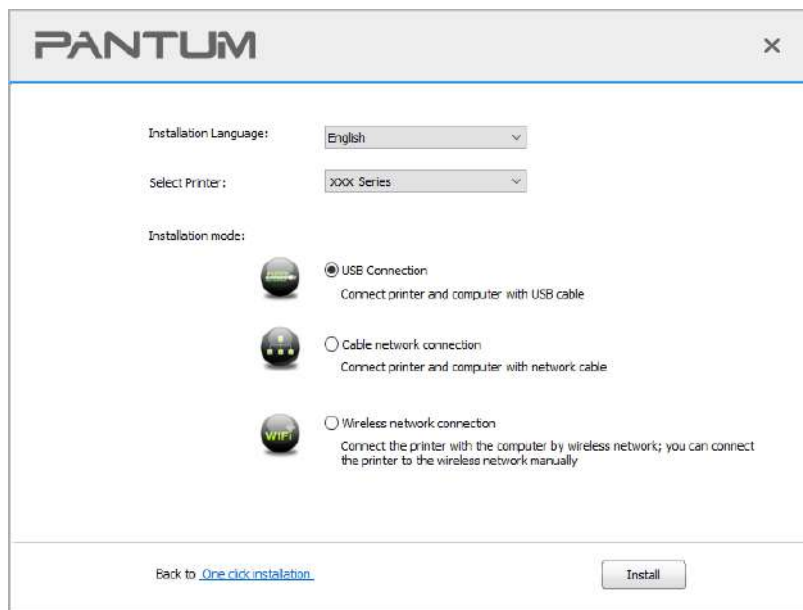 PANTUM
Installation Language:
English
Select Printer:
xxx Series
Installation mode:
USB Connection
Connect printer and computer with USB cable
Cable network connection
Connect printer and computer with network cable
WiFi
Wireless network connection
Connect the printer with the computer by wireless network; you can connect
the printer to the wireless network manually
Back to One click installation
Install